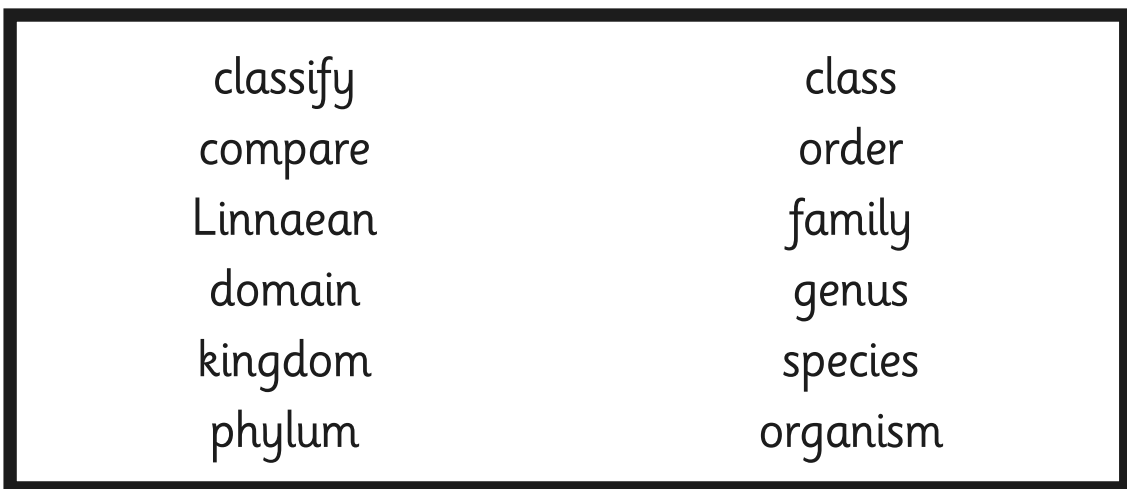 classify
compare
Linnaean
domain
kingdom
phylum
class
order
family
genus
species
organism